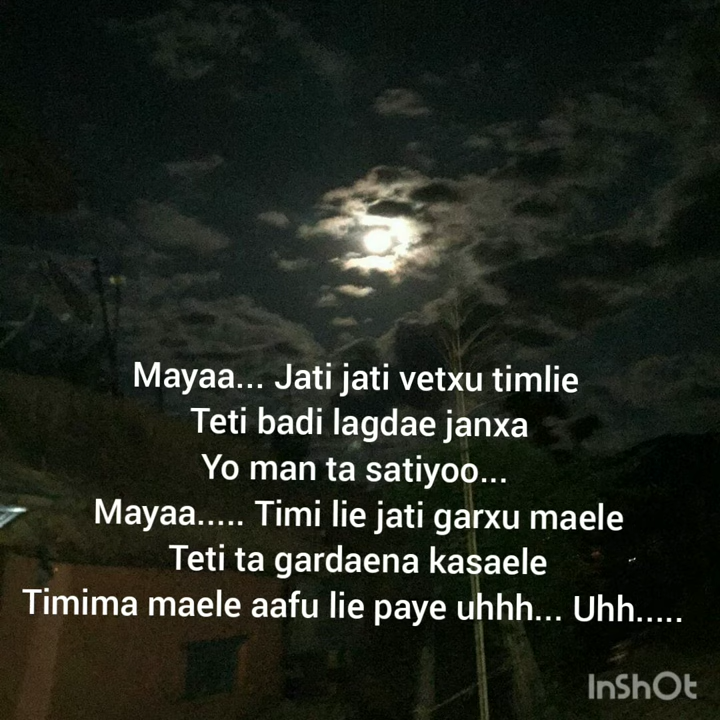 Mayaa... Jati jati vetxu timlie
Teti badi lagdae janxa
Yo man ta satiyoo...
Mayaa..... Timi lie jati garxu maele
Teti ta gardaena kasaele
Timima maele aafu lie paye uhhh... Uhh.....
InShOt